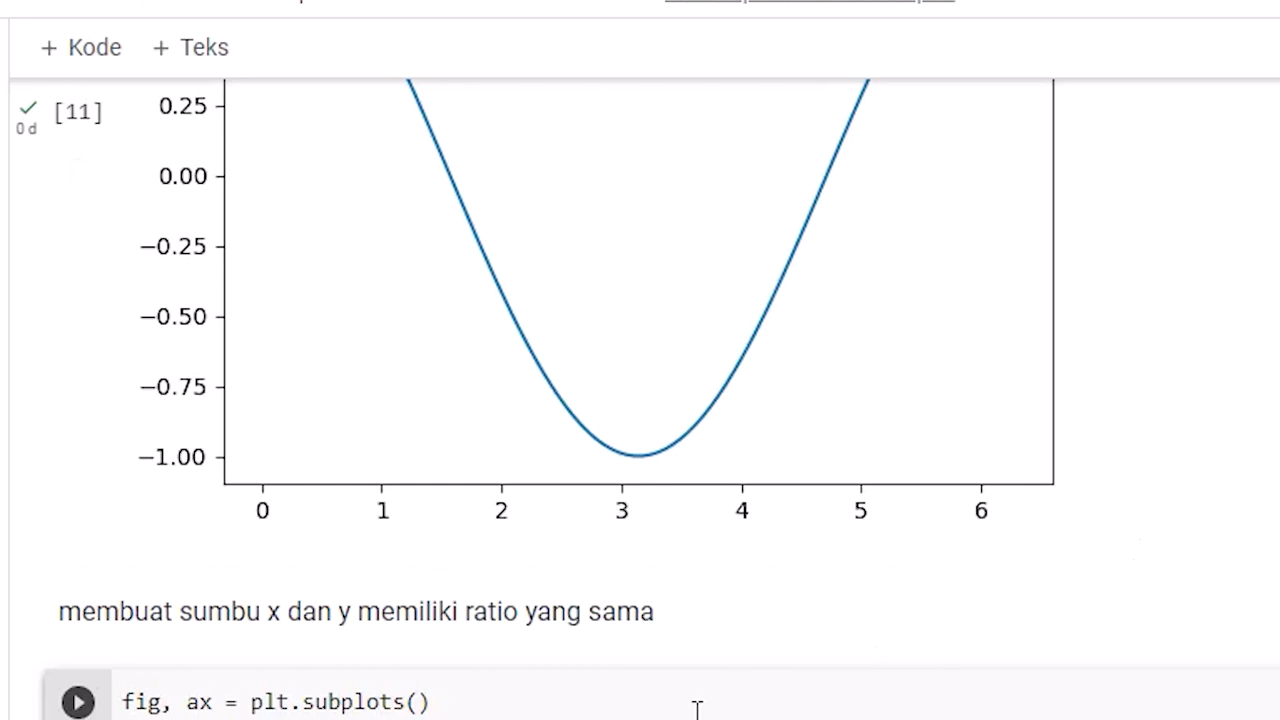 + Kode + Teks
[11]
0 d
0.25
0.00
−0.25
−0.50
−0.75
−1.00
0 1 2 3 4 5 6
membuat sumbu x dan y memiliki ratio yang sama
fig, ax = plt.subplots()